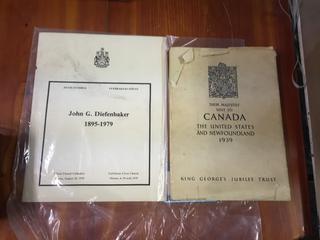 John G. Diefenbaker
1895-1979
THEIR MAJESTIES'
VISIT TO
CANADA
THE UNITED STATES
AND NEWFOUNDLAND
1939
KING GEORGE'S JUBILEE TRUST